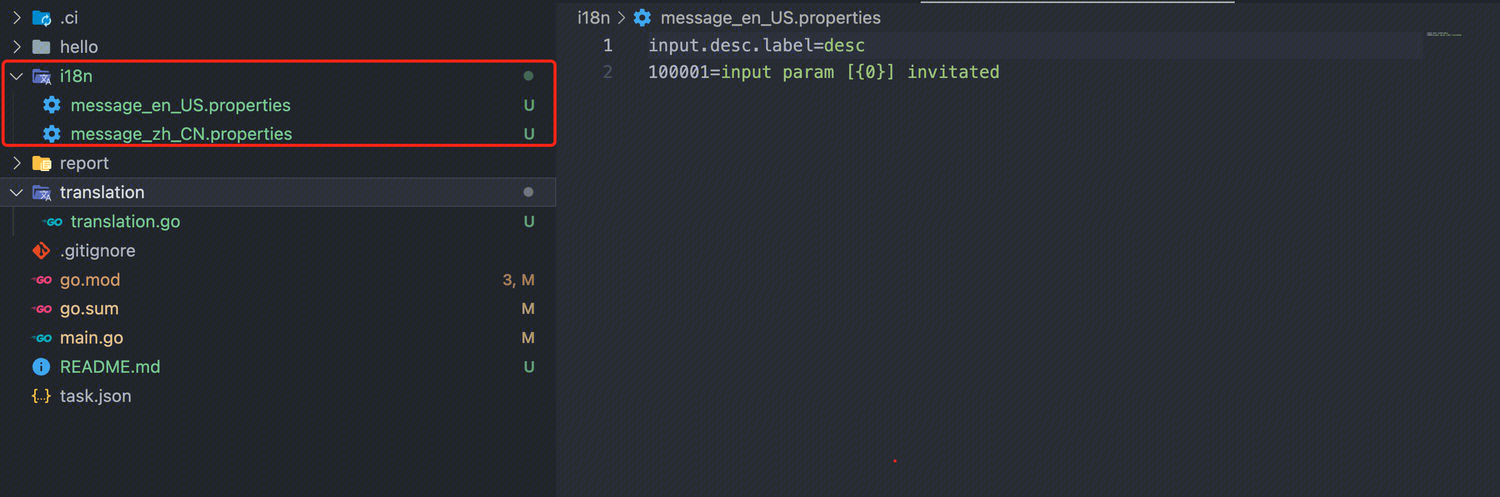 .ci
hello
i18n
message_en_US.properties U
message_zh_CN.properties U
report
translation
translation.go U
.gitignore
go.mod 3, M
go.sum M
main.go M
README.md U
task.json
i18n > message_en_US.properties
1 input.desc.label=desc
2 100001=input param [{0}] invitated